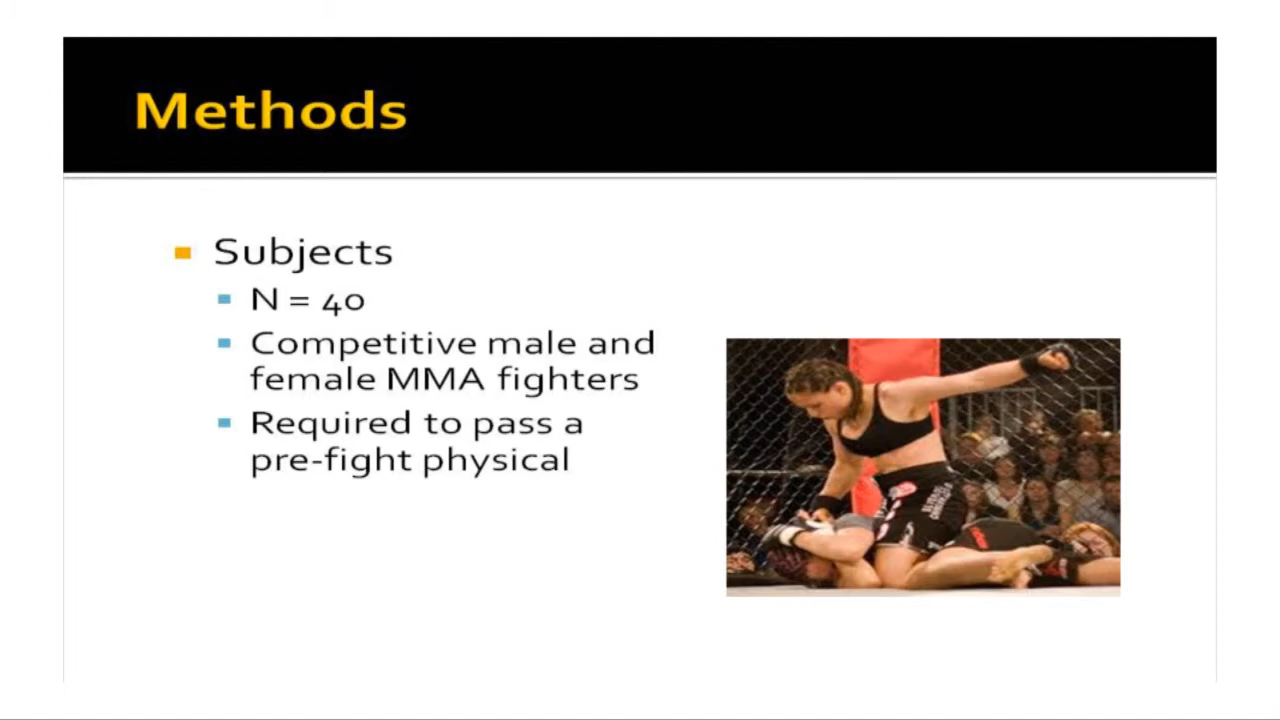 Methods
Subjects
N = 40
Competitive male and
female MMA fighters
Required to pass a
pre-fight physical